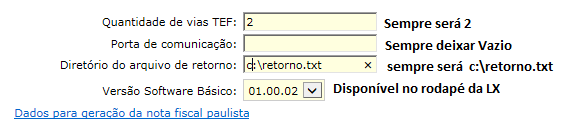 Quantidade de vias TEF: 2 Sempre será 2
Porta de comunicação: Sempre deixar Vazio
Diretório do arquivo de retorno: c:\retorno.txt × sempre será c:\retorno.txt
Versão Software Básico: 01.00.02 Disponível no rodapé da LX
Dados para geração da nota fiscal paulista